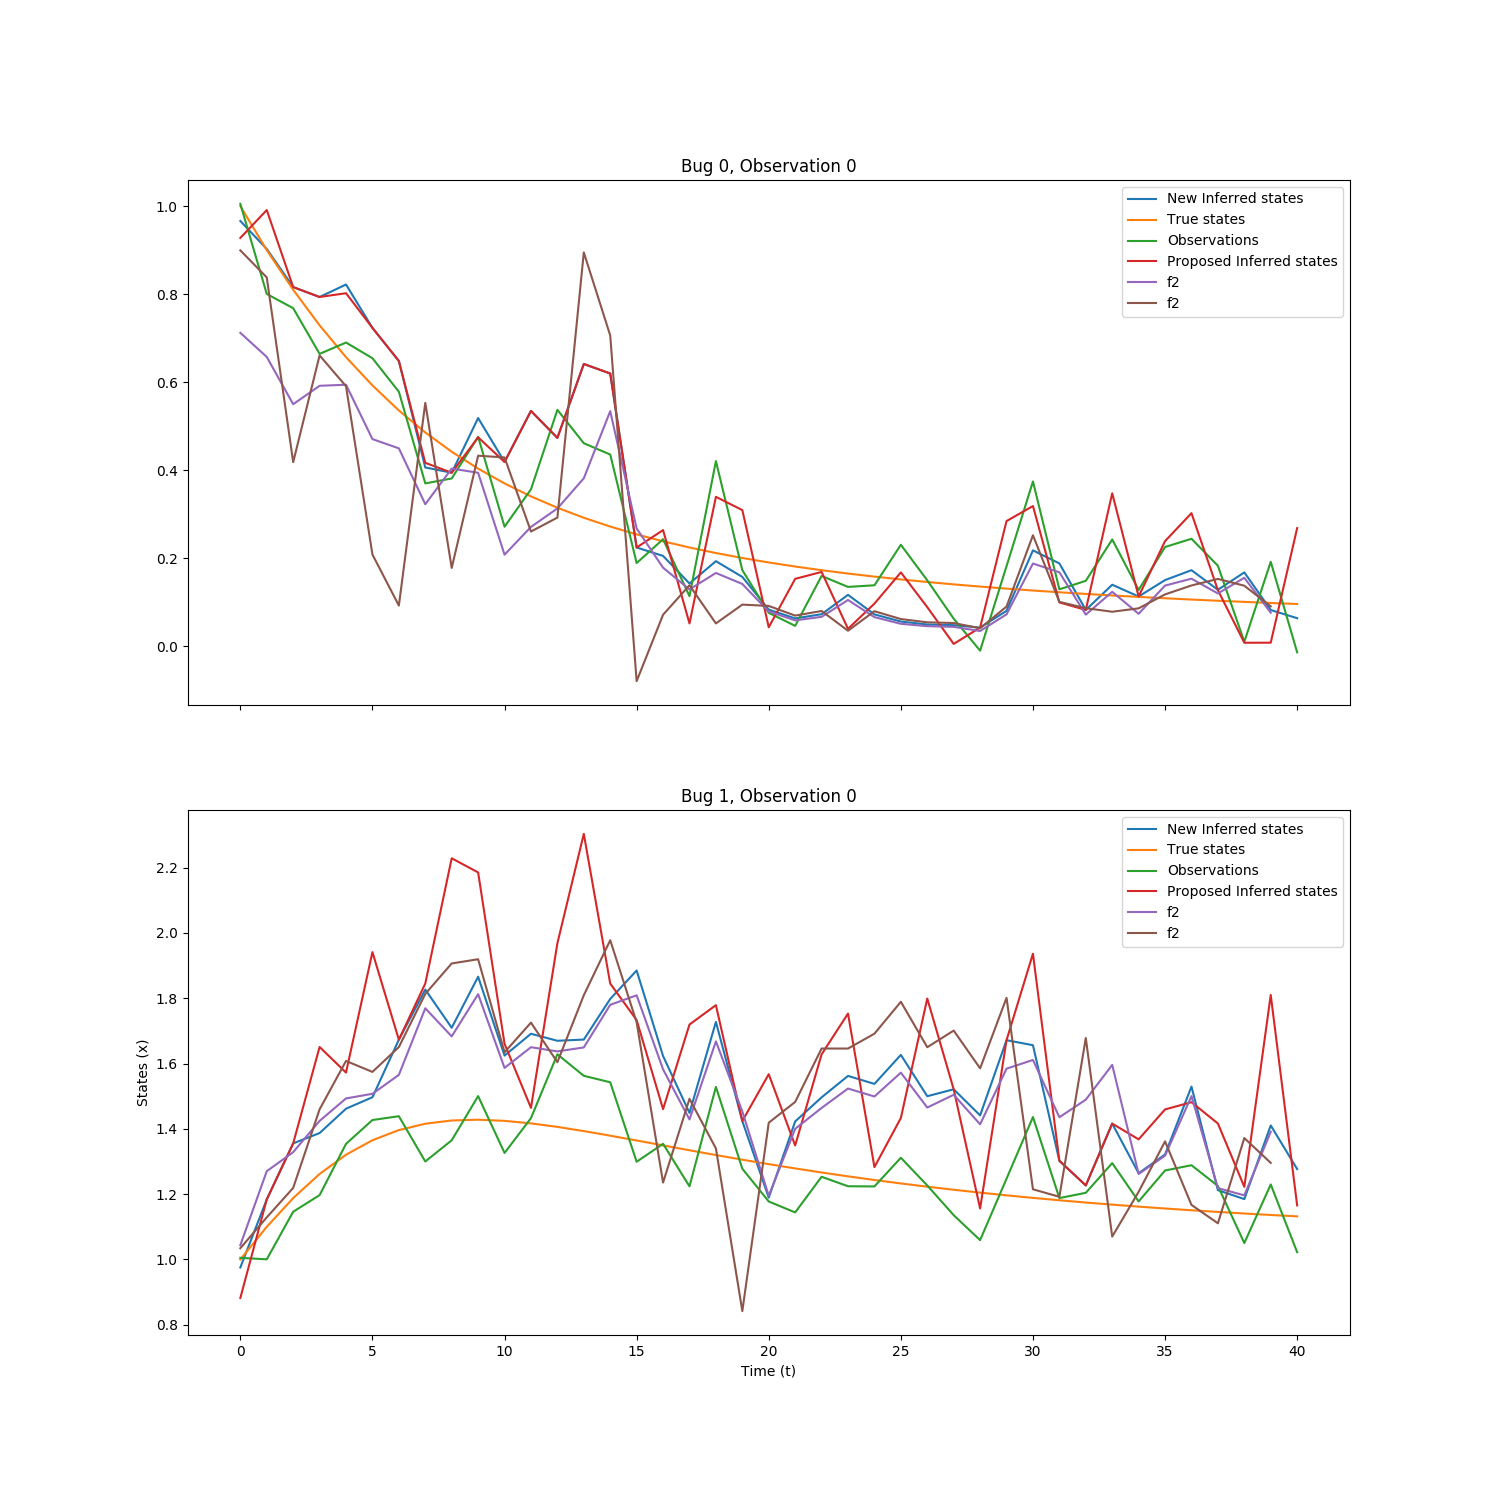 Bug 0, Observation 0
1.0
0.8
0.6
0.4
0.2
0.0
New Inferred states
True states
Observations
Proposed Inferred states
f2
f2
Bug 1, Observation 0
States (x)
2.2
2.0
1.8
1.6
1.4
1.2
1.0
0.8
New Inferred states
True states
Observations
Proposed Inferred states
f2
f2
0 5 10 15 20 25 30 35 40
Time (t)